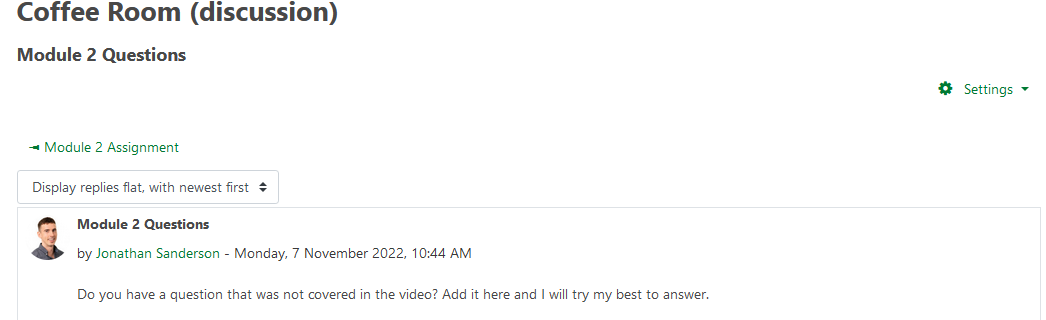 Coffee Room (discussion)
Module 2 Questions
Settings
Module 2 Assignment
Display replies flat, with newest first
Module 2 Questions
by Jonathan Sanderson - Monday, 7 November 2022, 10:44 AM
Do you have a question that was not covered in the video? Add it here and I will try my best to answer.